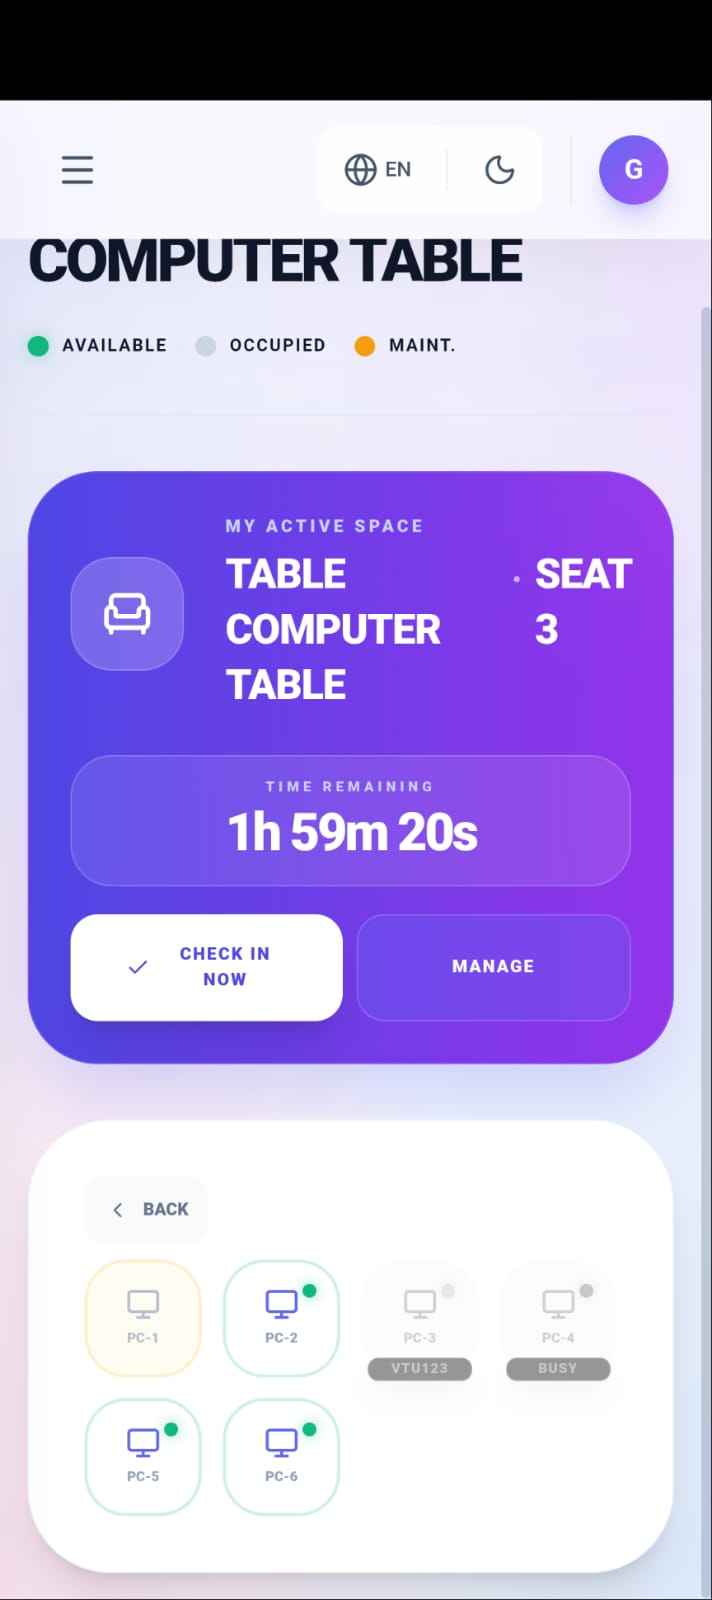 EN
G
COMPUTER TABLE
AVAILABLE
OCCUPIED
MAINT.
MY ACTIVE SPACE
TABLE
COMPUTER
TABLE
• SEAT
3
TIME REMAINING
1h 59m 20s
CHECK IN
NOW
MANAGE
BACK
PC-1
PC-2
PC-3
PC-4
VTU123
BUSY
PC-5
PC-6